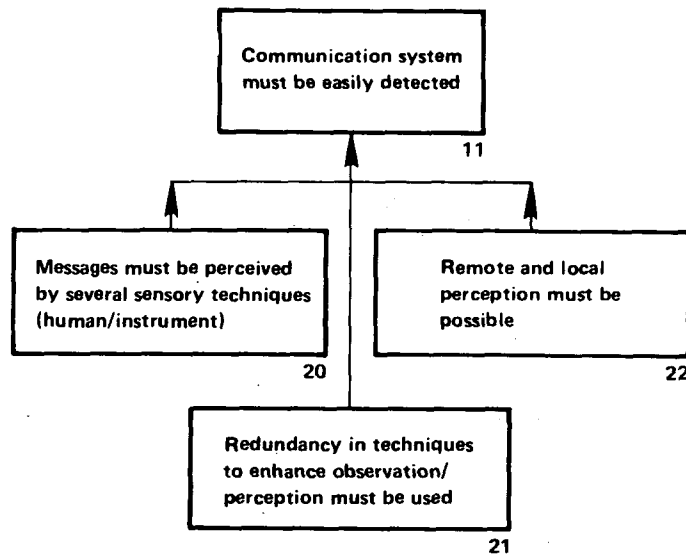 Communication system
must be easily detected
11
Messages must be perceived
by several sensory techniques
(human/instrument)
20
Remote and local
perception must be
possible
22
Redundancy in techniques
to enhance observation/
perception must be used
21